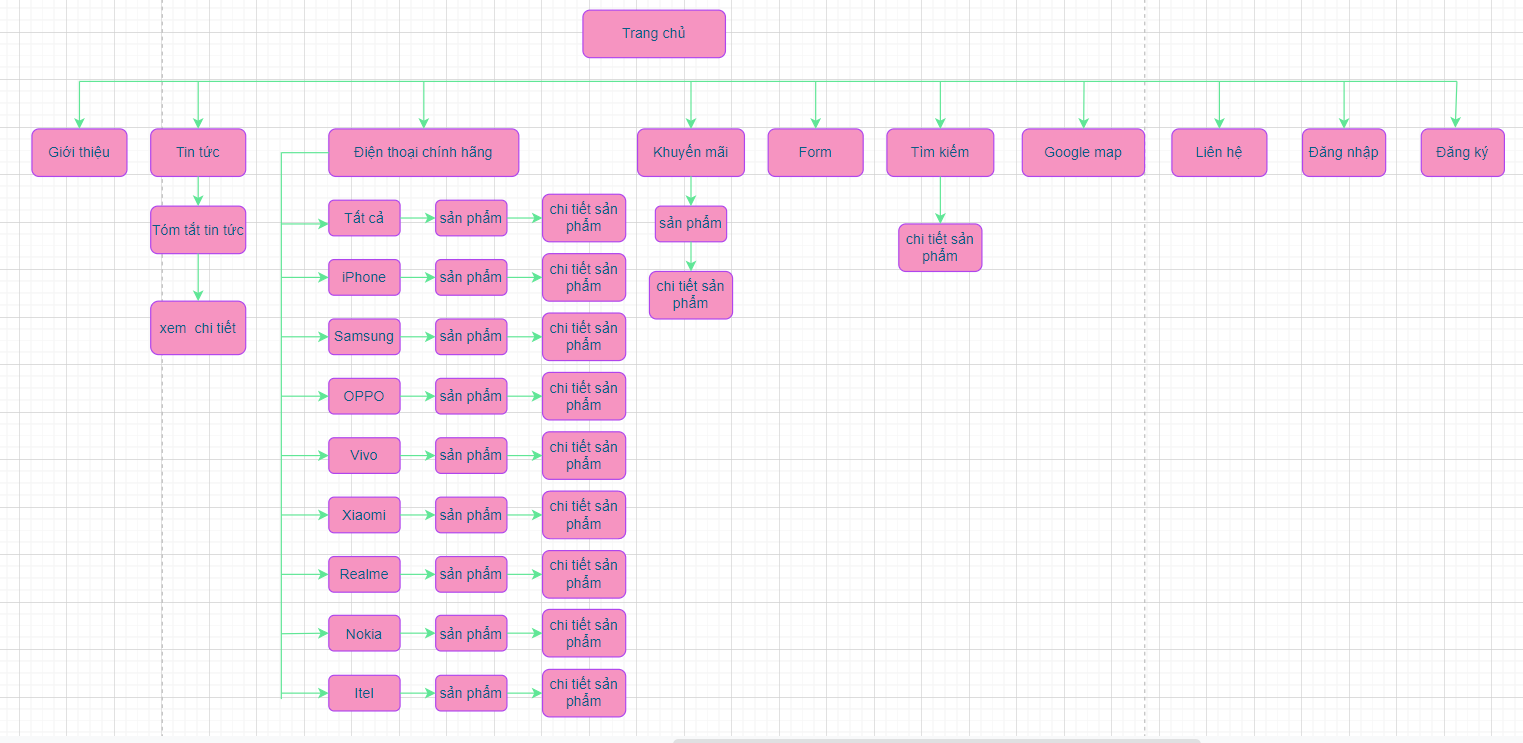 Trang chủ
Giới thiệu
Tin tức
Điện thoại chính hãng
Khuyến mãi
Form
Tìm kiếm
Google map
Liên hệ
Đăng nhập
Đăng ký
Tóm tắt tin tức
xem chi tiết
Tất cả
sản phẩm
chi tiết sản
phẩm
iPhone
sản phẩm
chi tiết sản
phẩm
Samsung
sản phẩm
chi tiết sản
phẩm
OPPO
sản phẩm
chi tiết sản
phẩm
Vivo
sản phẩm
chi tiết sản
phẩm
Xiaomi
sản phẩm
chi tiết sản
phẩm
Realme
sản phẩm
chi tiết sản
phẩm
Nokia
sản phẩm
chi tiết sản
phẩm
Itel
sản phẩm
chi tiết sản
phẩm
sản phẩm
chi tiết sản
phẩm
chi tiết sản
phẩm